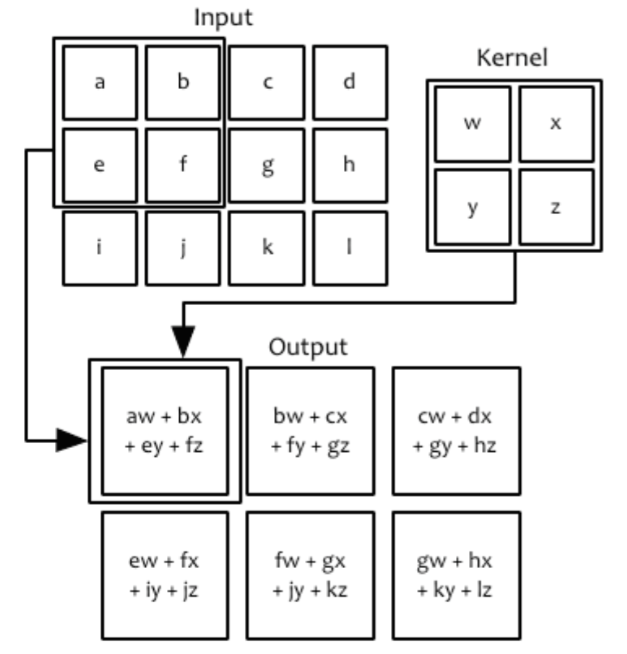 Input
a b c d
e f g h
i j k l
Kernel
w x
y z
Output
aw + bx
+ ey + fz
bw + cx
+ fy + gz
cw + dx
+ gy + hz
ew + fx
+ iy + jz
fw + gx
+ jy + kz
gw + hx
+ ky + lz